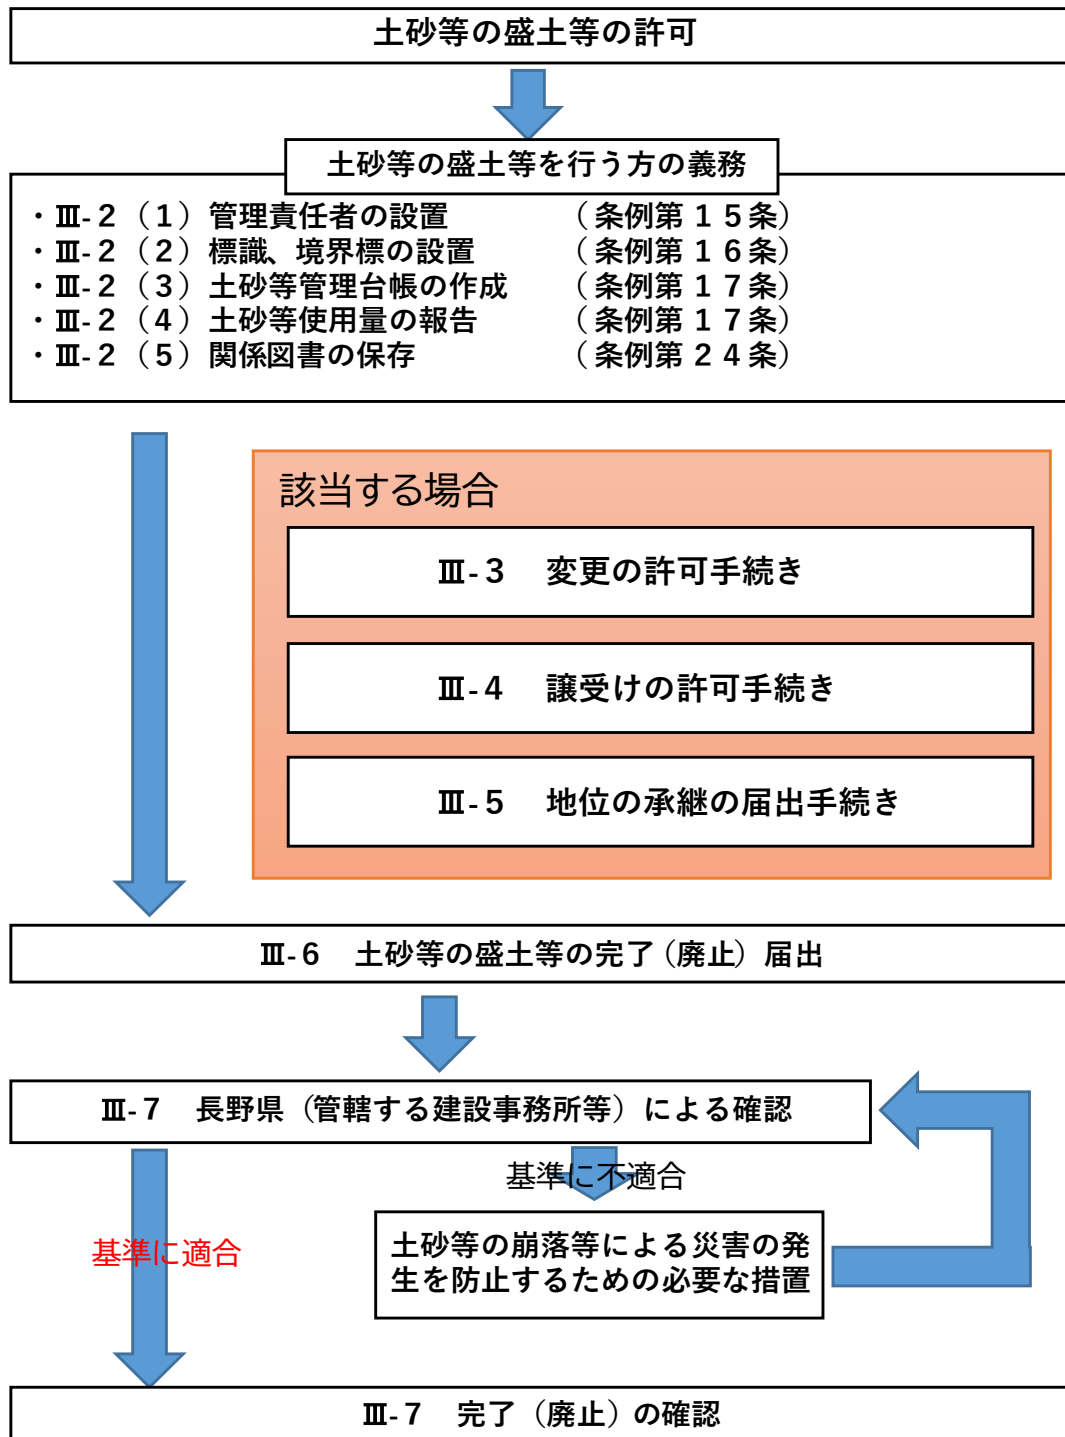 土砂等の盛土等の許可
土砂等の盛土等を行う方の義務
・Ⅲ-２（１）管理責任者の設置　　　　（条例第１５条）
・Ⅲ-２（２）標識、境界標の設置　　　（条例第１６条）
・Ⅲ-２（３）土砂等管理台帳の作成　　（条例第１７条）
・Ⅲ-２（４）土砂等使用量の報告　　　（条例第１７条）
・Ⅲ-２（５）関係図書の保存　　　　　（条例第２４条）
該当する場合
Ⅲ-３　変更の許可手続き
Ⅲ-４　譲受けの許可手続き
Ⅲ-５　地位の承継の届出手続き
Ⅲ-６　土砂等の盛土等の完了（廃止）届出
Ⅲ-７　長野県（管轄する建設事務所等）による確認
基準に不適合
基準に適合
土砂等の崩落等による災害の発
生を防止するための必要な措置
Ⅲ-７　完了（廃止）の確認